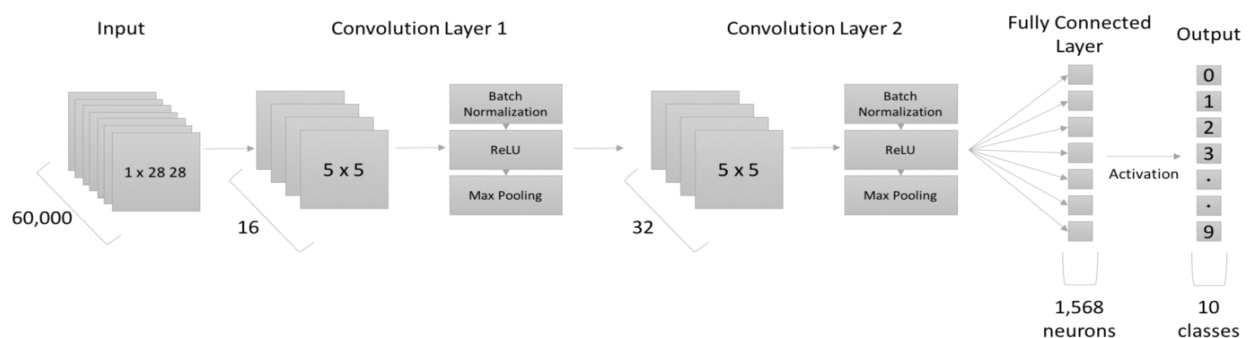 Input
Convolution Layer 1
Convolution Layer 2
Fully Connected
Layer
Output
1 x 28 28
60,000
5 x 5
16
Batch
Normalization
ReLU
Max Pooling
5 x 5
32
Batch
Normalization
ReLU
Max Pooling
Activation
1,568
neurons
0
1
2
3
.
.
9
10
classes